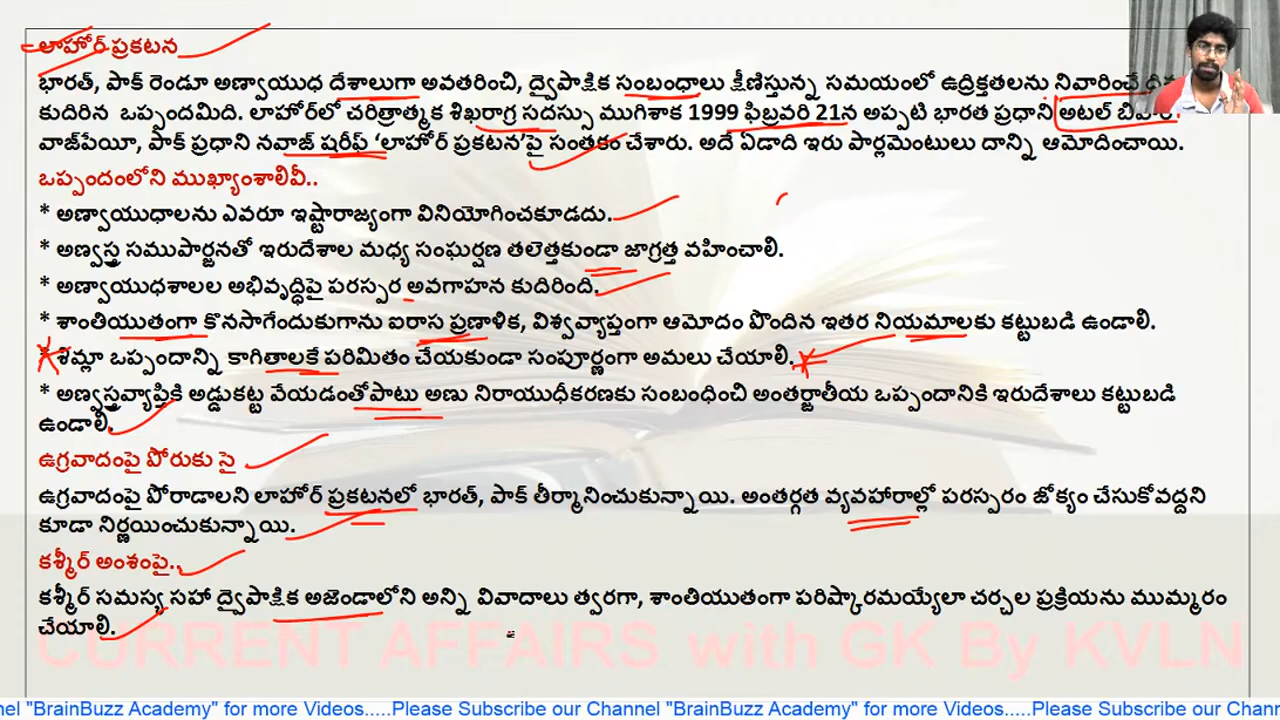 లాహోర్ ప్రకటన
భారత్, పాక్ రెండూ అణ్వాయుధ దేశాలుగా అవతరించి, ద్వైపాక్షిక సంబంధాలు క్షీణిస్తున్న సమయంలో ఉద్రిక్తతలను నివారించే
కుదిరిన ఒప్పందమిది. లాహోర్‌లో చరిత్రాత్మక శిఖరాగ్ర సదస్సు ముగిశాక 1999 ఫిబ్రవరి 21న అప్పటి భారత ప్రధాని అటల్ బిహారీ
వాజ్‌పేయీ, పాక్ ప్రధాని నవాజ్ షరీఫ్ ‘లాహోర్ ప్రకటన’పై సంతకం చేశారు. అదే ఏడాది ఇరు పార్లమెంటులు దాన్ని ఆమోదించాయి.
ఒప్పందంలోని ముఖ్యాంశాలివీ..
* అణ్వాయుధాలను ఎవరూ ఇష్టారాజ్యంగా వినియోగించకూడదు.
* అణ్వస్త్ర సముపార్జనతో ఇరుదేశాల మధ్య సంఘర్షణ తలెత్తకుండా జాగ్రత్త వహించాలి.
* అణ్వాయుధశాలల అభివృద్ధిపై పరస్పర అవగాహన కుదిరింది.
* శాంతియుతంగా కొనసాగేందుకుగాను ఐరాస ప్రణాళిక, విశ్వవ్యాప్తంగా ఆమోదం పొందిన ఇతర నియమాలకు కట్టుబడి ఉండాలి.
* శిమ్లా ఒప్పందాన్ని కాగితాలకే పరిమితం చేయకుండా సంపూర్ణంగా అమలు చేయాలి.
* అణ్వస్త్రవ్యాప్తికి అడ్డుకట్ట వేయడంతోపాటు అణు నిరాయుధీకరణకు సంబంధించి అంతర్జాతీయ ఒప్పందానికి ఇరుదేశాలు కట్టుబడి
ఉండాలి.
ఉగ్రవాదంపై పోరుకు సై
ఉగ్రవాదంపై పోరాడాలని లాహోర్ ప్రకటనలో భారత్, పాక్ తీర్మానించుకున్నాయి. అంతర్గత వ్యవహారాల్లో పరస్పరం జోక్యం చేసుకోవద్దని
కూడా నిర్ణయించుకున్నాయి.
కశ్మీర్ అంశంపై..
కశ్మీర్ సమస్య సహా ద్వైపాక్షిక అజెండాలోని అన్ని వివాదాలు త్వరగా, శాంతియుతంగా పరిష్కారమయ్యేలా చర్చల ప్రక్రియను ముమ్మరం
చేయాలి.
CURRENT AFFAIRS with GK By KVLN
nel "BrainBuzz Academy" for more Videos.....Please Subscribe our Channel "BrainBuzz Academy" for more Videos.....Please Subscribe our Chann